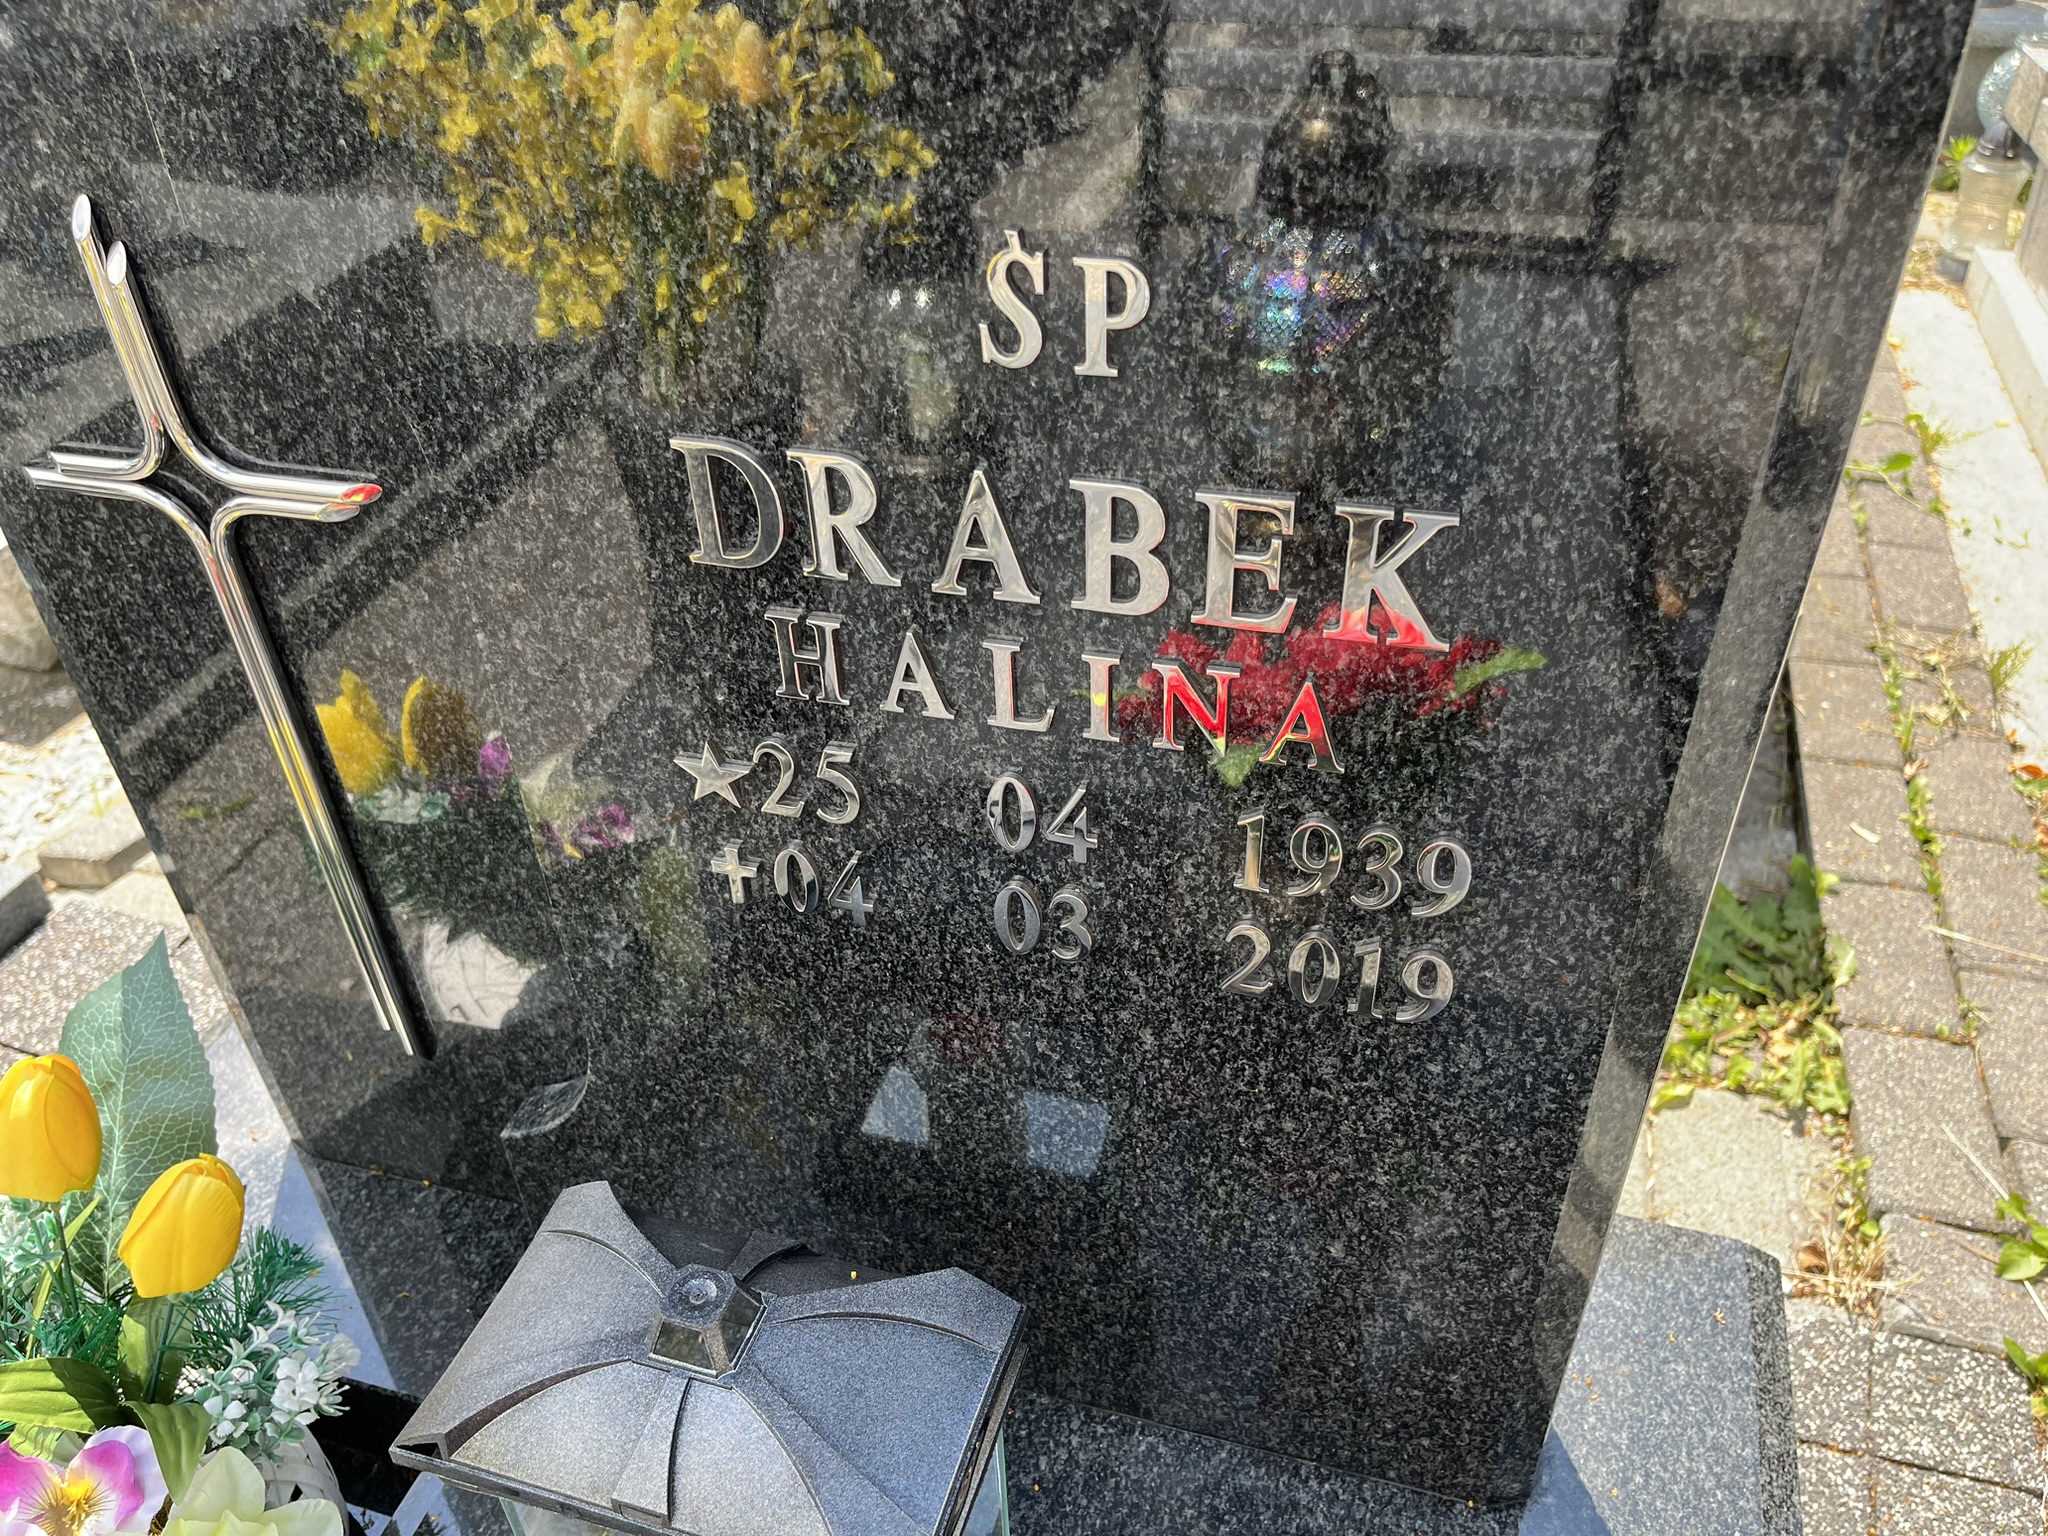 ŚP
DRABEK
HALINA
★25 04 1939
✝04 03 2019